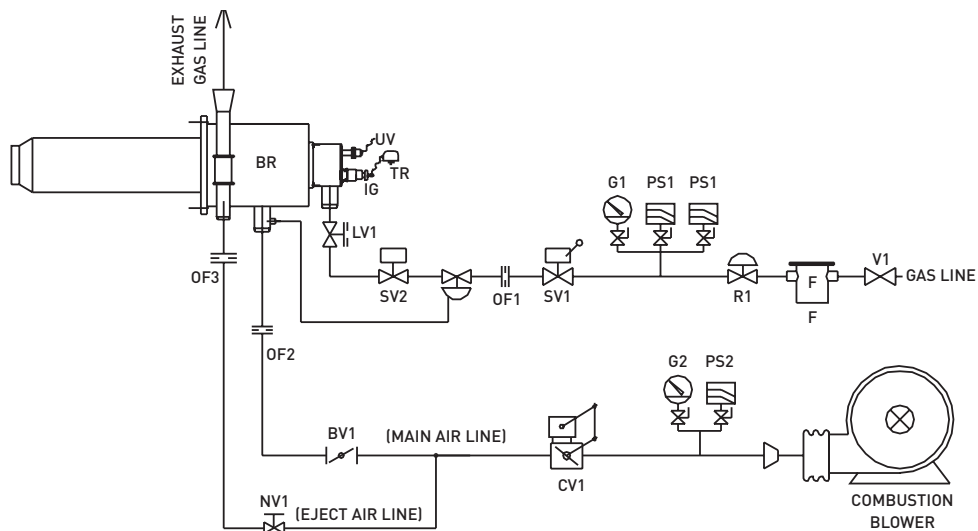 EXHAUST
GAS LINE
BR
UV
TR
IG
G1 PS1 PS1
LV1
V1
GAS LINE
OF3
SV2
OF1
SV1
R1
F
F
OF2
G2 PS2
BV1
(MAIN AIR LINE)
CV1
NV1
(EJECT AIR LINE)
COMBUSTION
BLOWER